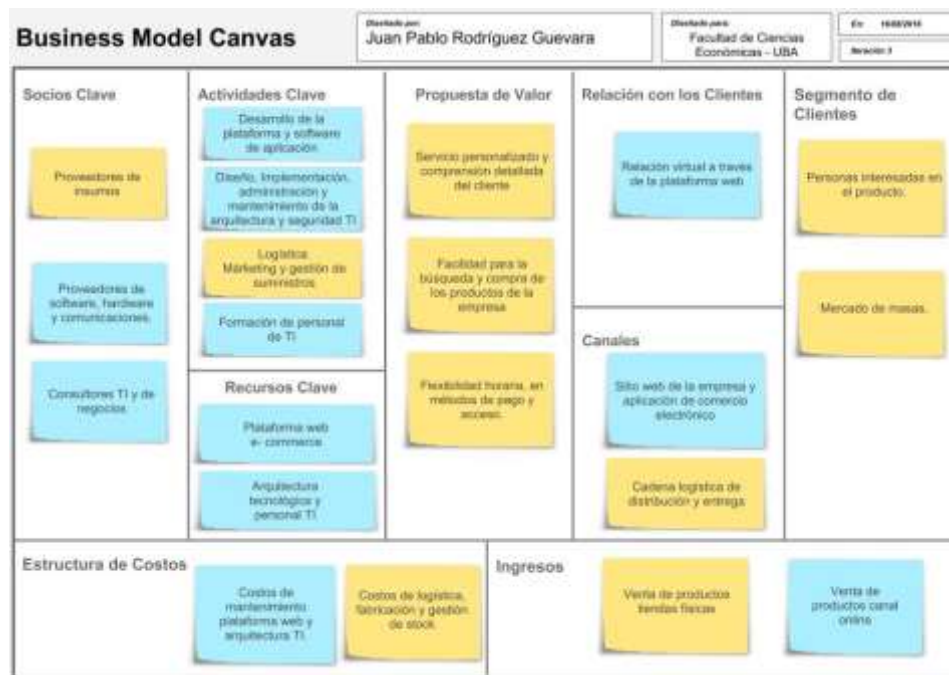 Business Model Canvas
Diseñado por:
Juan Pablo Rodríguez Guevara
Diseñado para:
Facultad de Ciencias
Económicas - UBA
En:
Iteración 3
Socios Clave
Proveedores de
insumos
Proveedores de
software, hardware
y comunicaciones.
Consultores TI y de
negocios.
Actividades Clave
Desarrollo de la
plataforma y software
de aplicación
Diseño, Implementación,
administración y
mantenimiento de la
arquitectura y seguridad TI
Logística.
Marketing y gestión de
suministros
Formación de personal
de TI
Recursos Clave
Plataforma web
e- commerce
Arquitectura
tecnológica y
personal TI
Propuesta de Valor
Servicio personalizado y
comprensión detallada
del cliente
Facilidad para la
búsqueda y compra de
los productos de la
empresa
Flexibilidad horaria, en
métodos de pago y
acceso.
Relación con los Clientes
Relación virtual a traves
de la plataforma web
Canales
Sitio web de la empresa y
aplicación de comercio
electrónico
Cadena logística de
distribución y entrega
Segmento de
Clientes
Personas interesadas en
el producto.
Mercado de masas.
Estructura de Costos
Costos de
mantenimiento
plataforma web y
arquitectura TI.
Costos de logística,
fabricación y gestión
de stock
Ingresos
Venta de productos
tiendas físicas
Venta de
productos canal
online